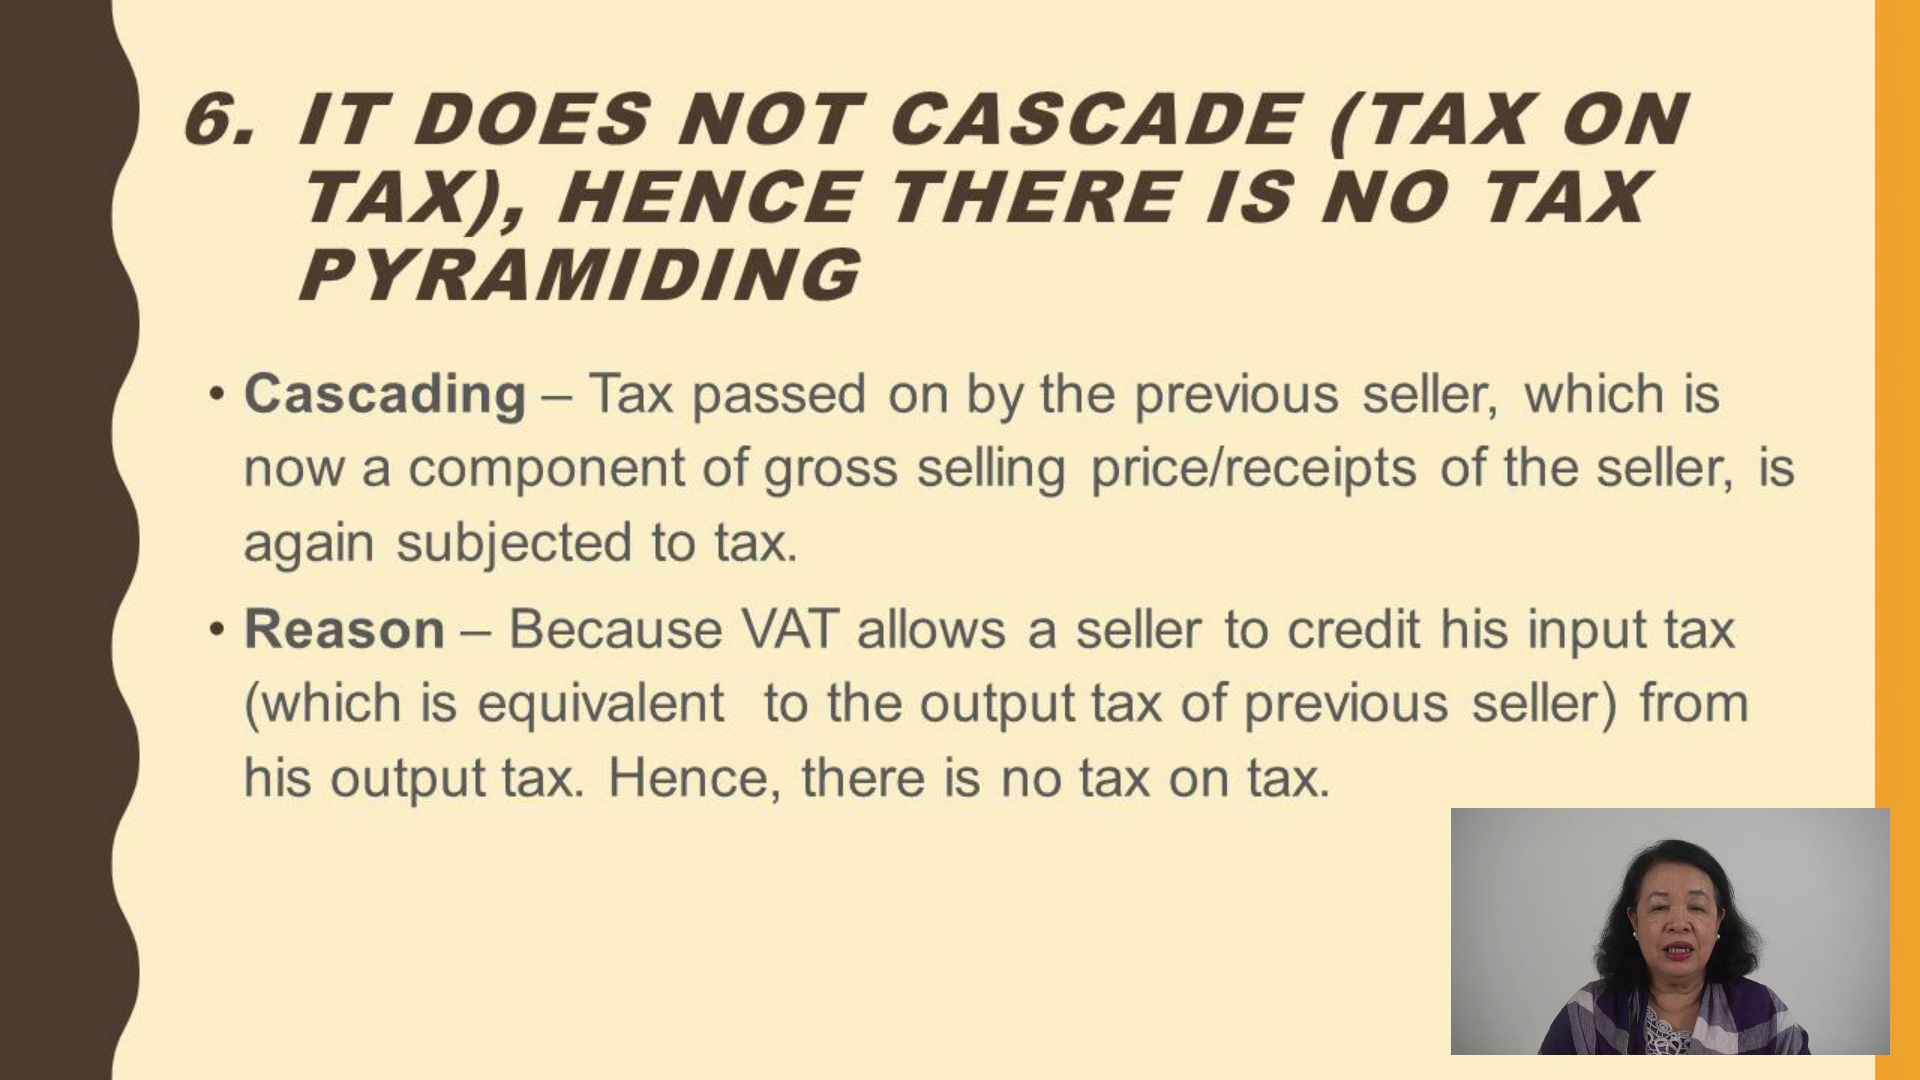 6. IT DOES NOT CASCADE (TAX ON
TAX), HENCE THERE IS NO TAX
PYRAMIDING
• Cascading – Tax passed on by the previous seller, which is
now a component of gross selling price/receipts of the seller, is
again subjected to tax.
• Reason – Because VAT allows a seller to credit his input tax
(which is equivalent to the output tax of previous seller) from
his output tax. Hence, there is no tax on tax.